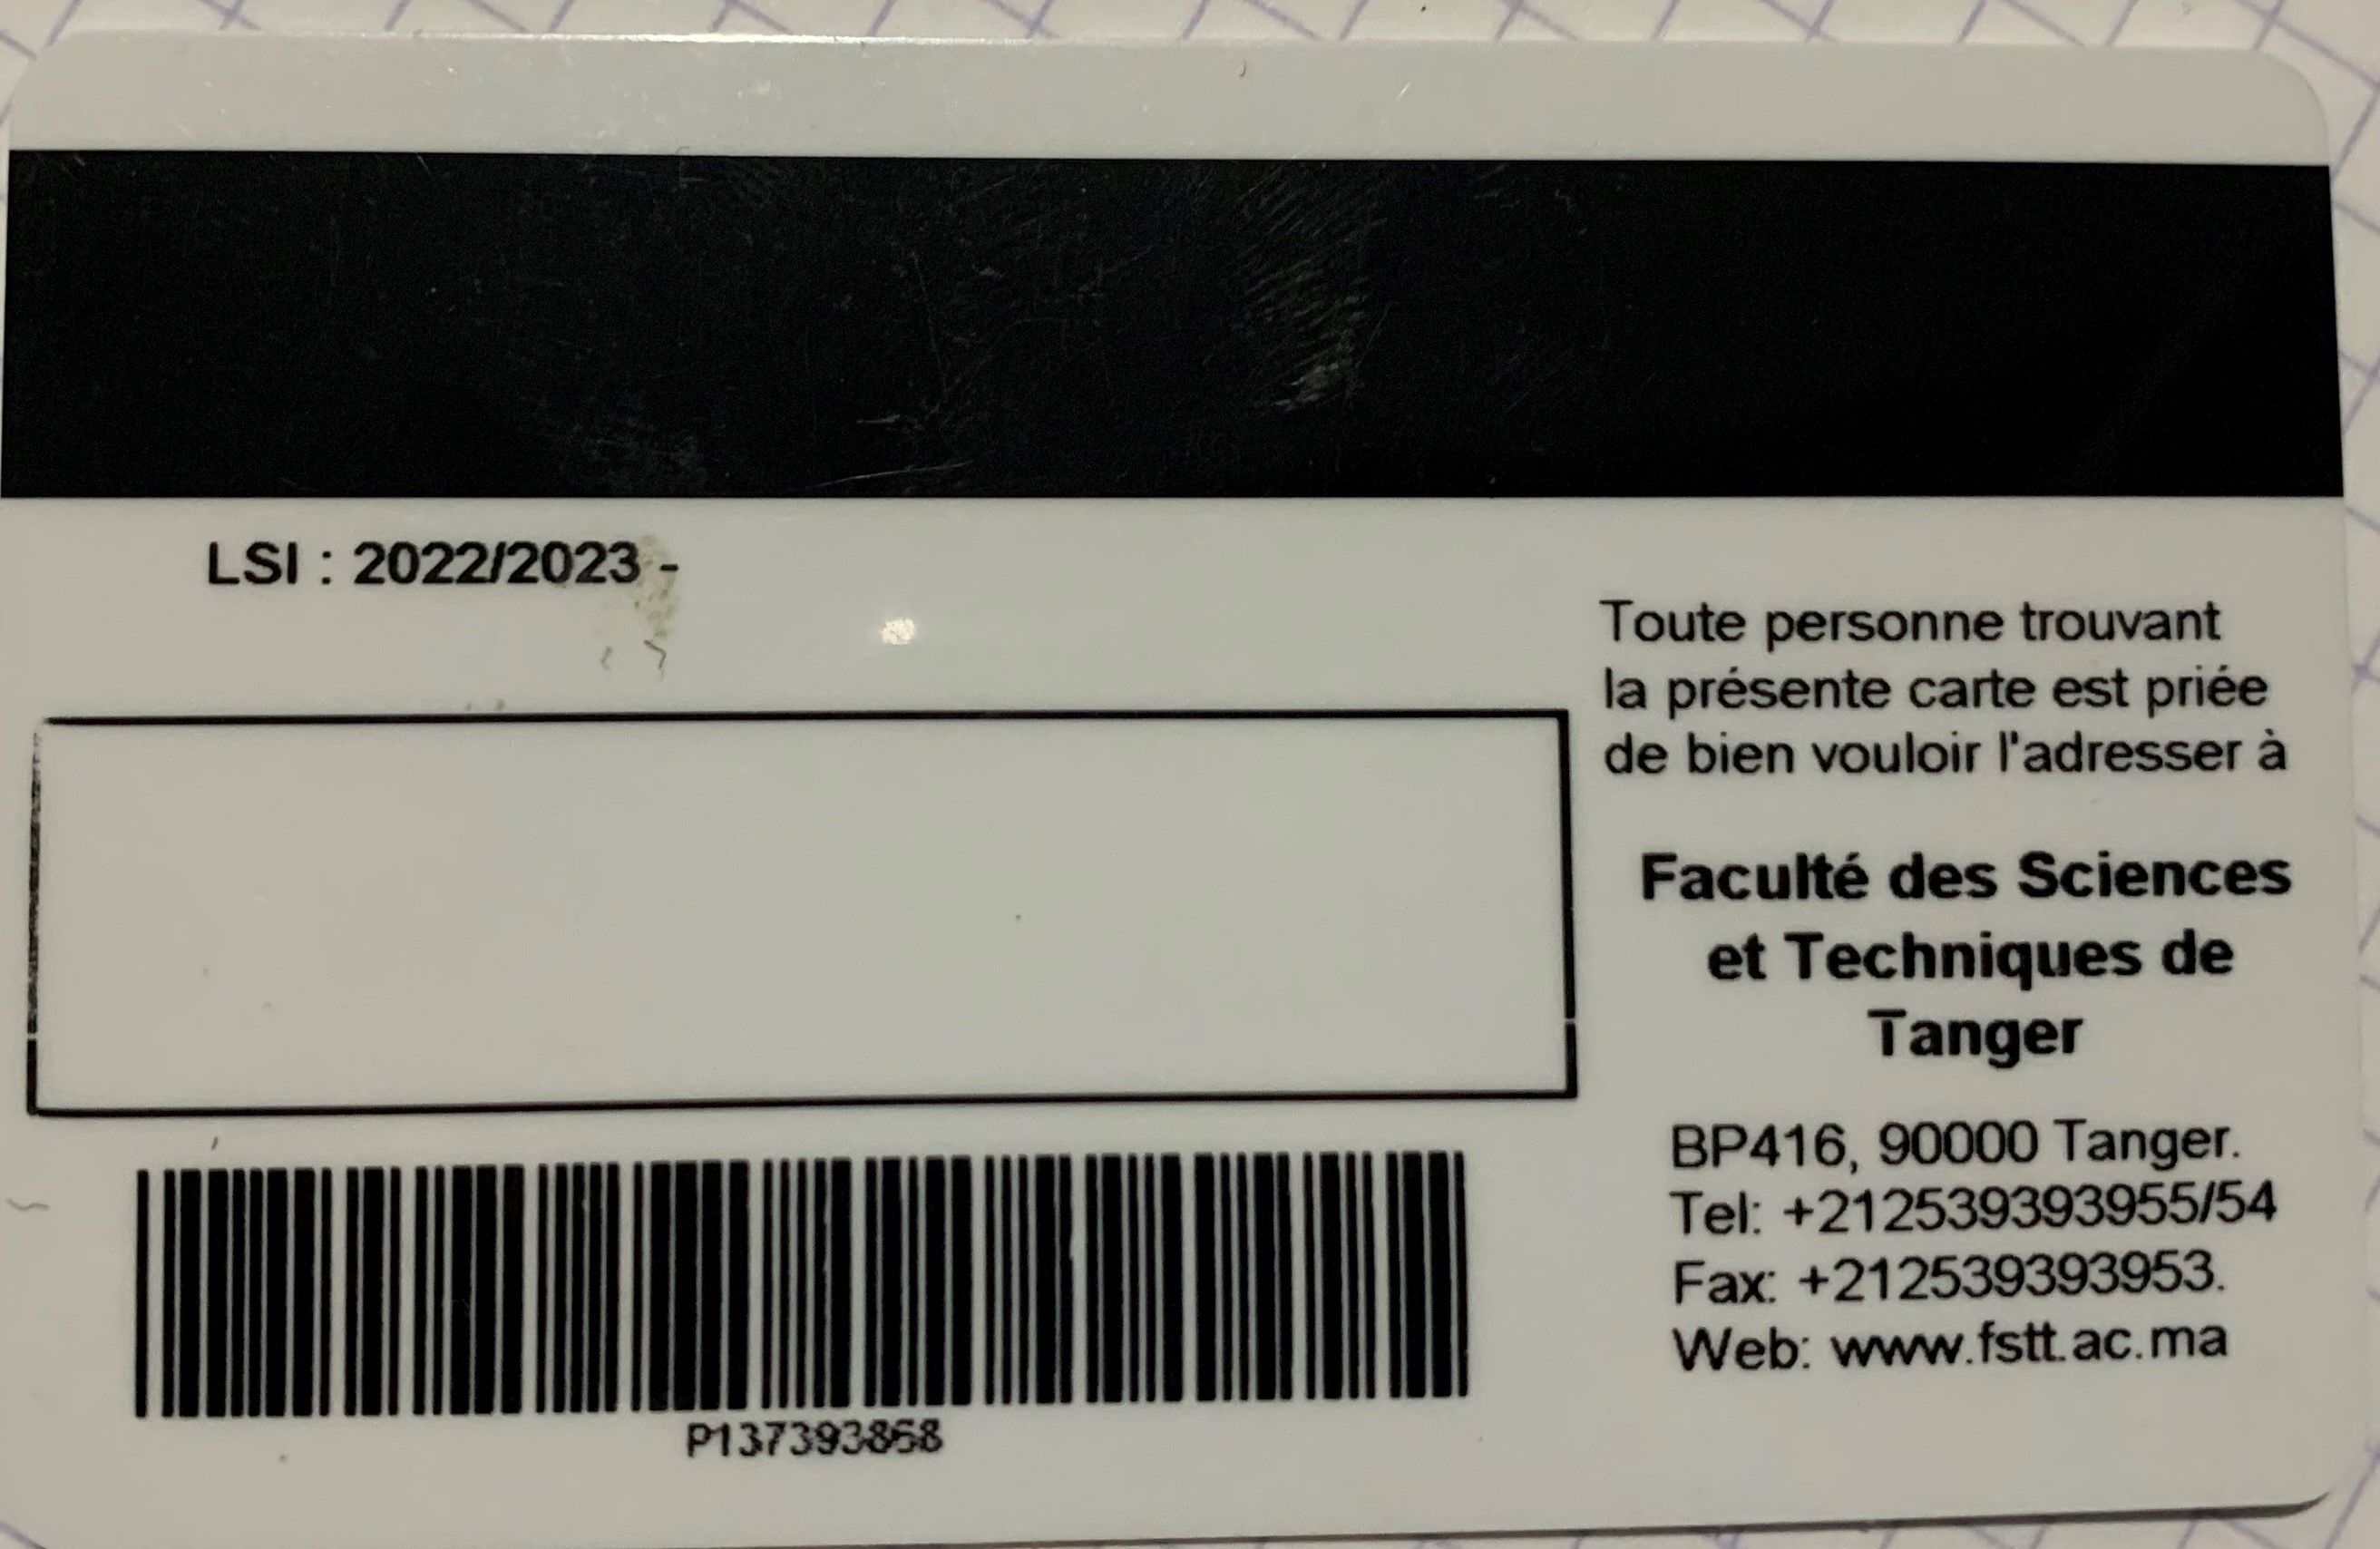 LSI : 2022/2023 -
Toute personne trouvant
la présente carte est priée
de bien vouloir l'adresser à
Faculté des Sciences
et Techniques de
Tanger
BP416, 90000 Tanger.
Tel: +212539393955/54
Fax: +212539393953.
Web: www.fstt.ac.ma
P137393868